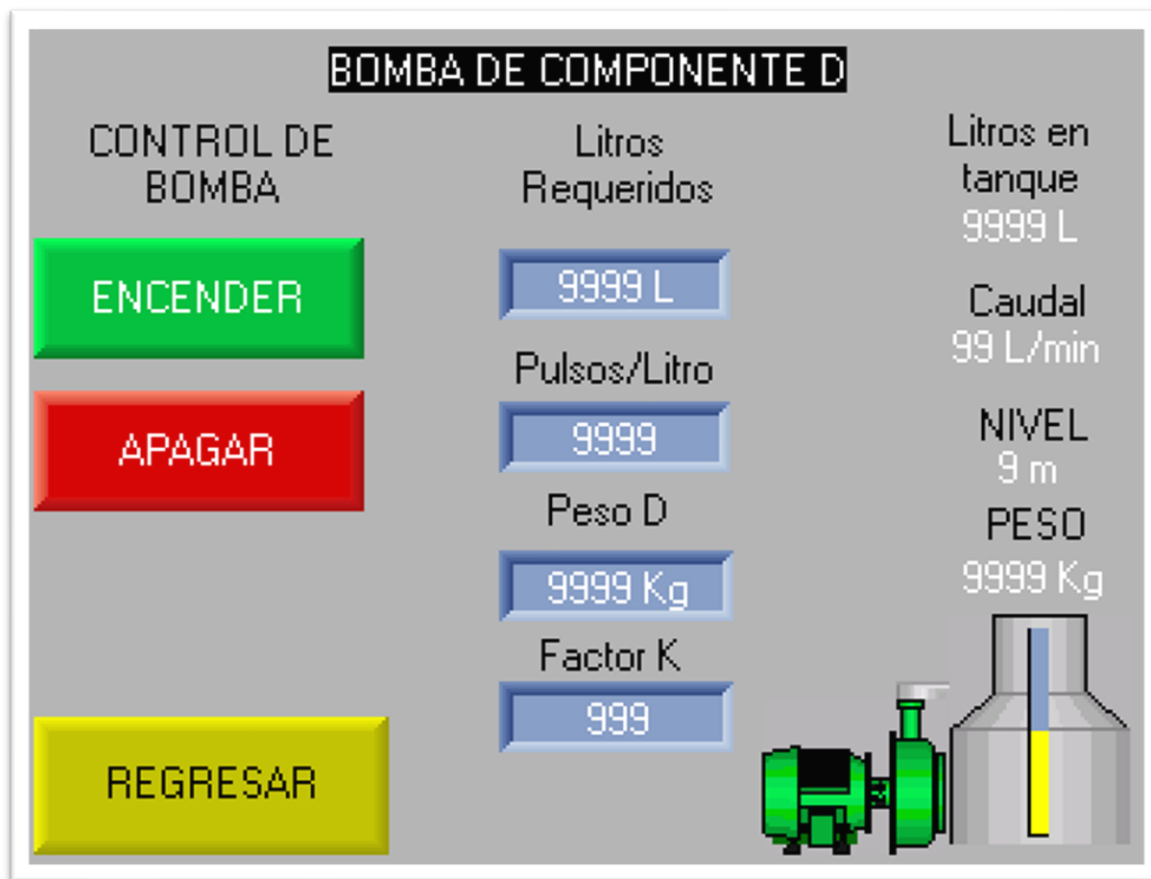 BOMBA DE COMPONENTE D
CONTROL DE
BOMBA
ENCENDER
APAGAR
REGRESAR
Litros
Requeridos
9999 L
Pulsos/Litro
9999
Peso D
9999 Kg
Factor K
999
Litros en
tanque
9999 L
Caudal
99 L/min
NIVEL
9 m
PESO
9999 Kg